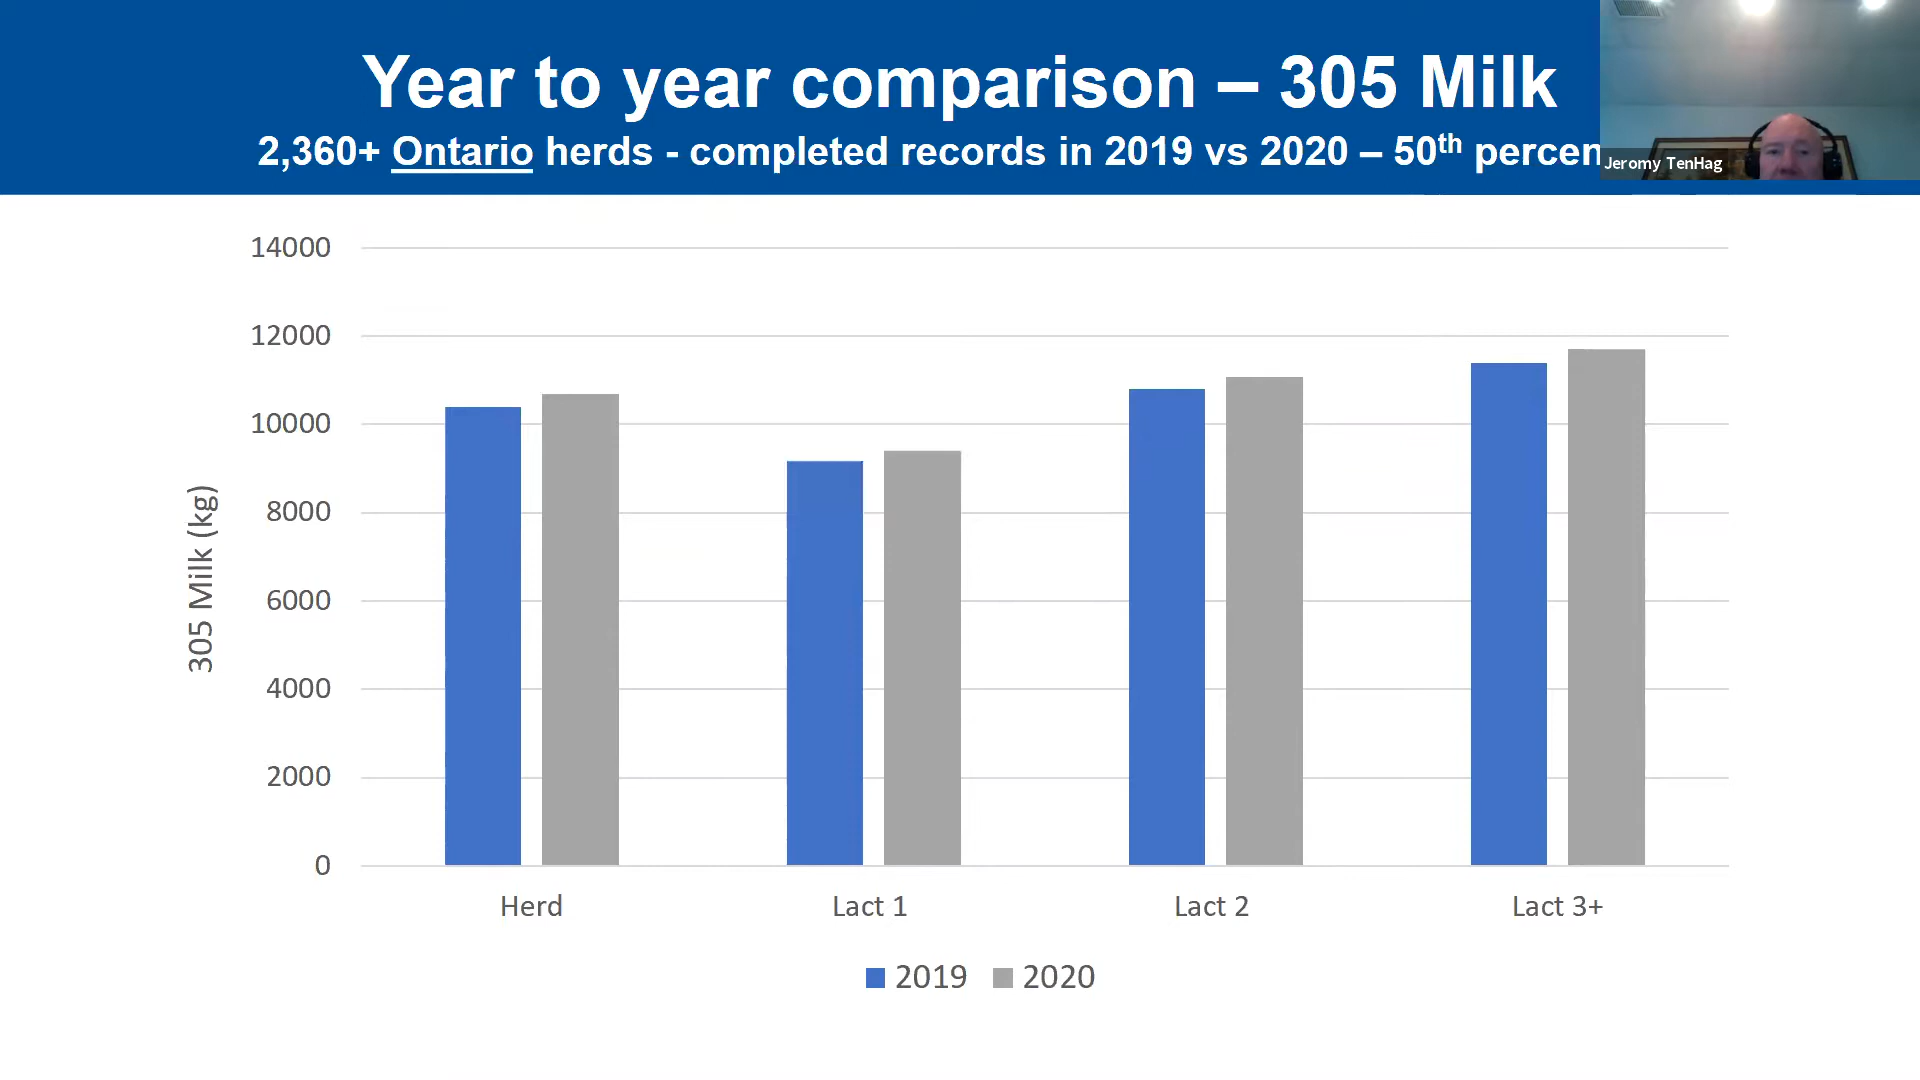 Year to year comparison – 305 Milk
2,360+ Ontario herds - completed records in 2019 vs 2020 – 50th percen
Jeromy TenHag
14000
12000
10000
8000
6000
4000
2000
0
305 Milk (kg)
Herd Lact 1 Lact 2 Lact 3+
2019 2020